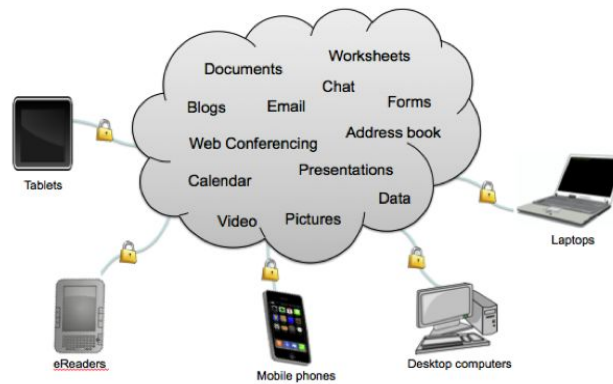 Worksheets
Documents
Chat
Blogs
Email
Forms
Web Conferencing
Address book
Calendar
Presentations
Data
Video
Pictures
Tablets
Laptops
eReaders
Mobile phones
Desktop computers